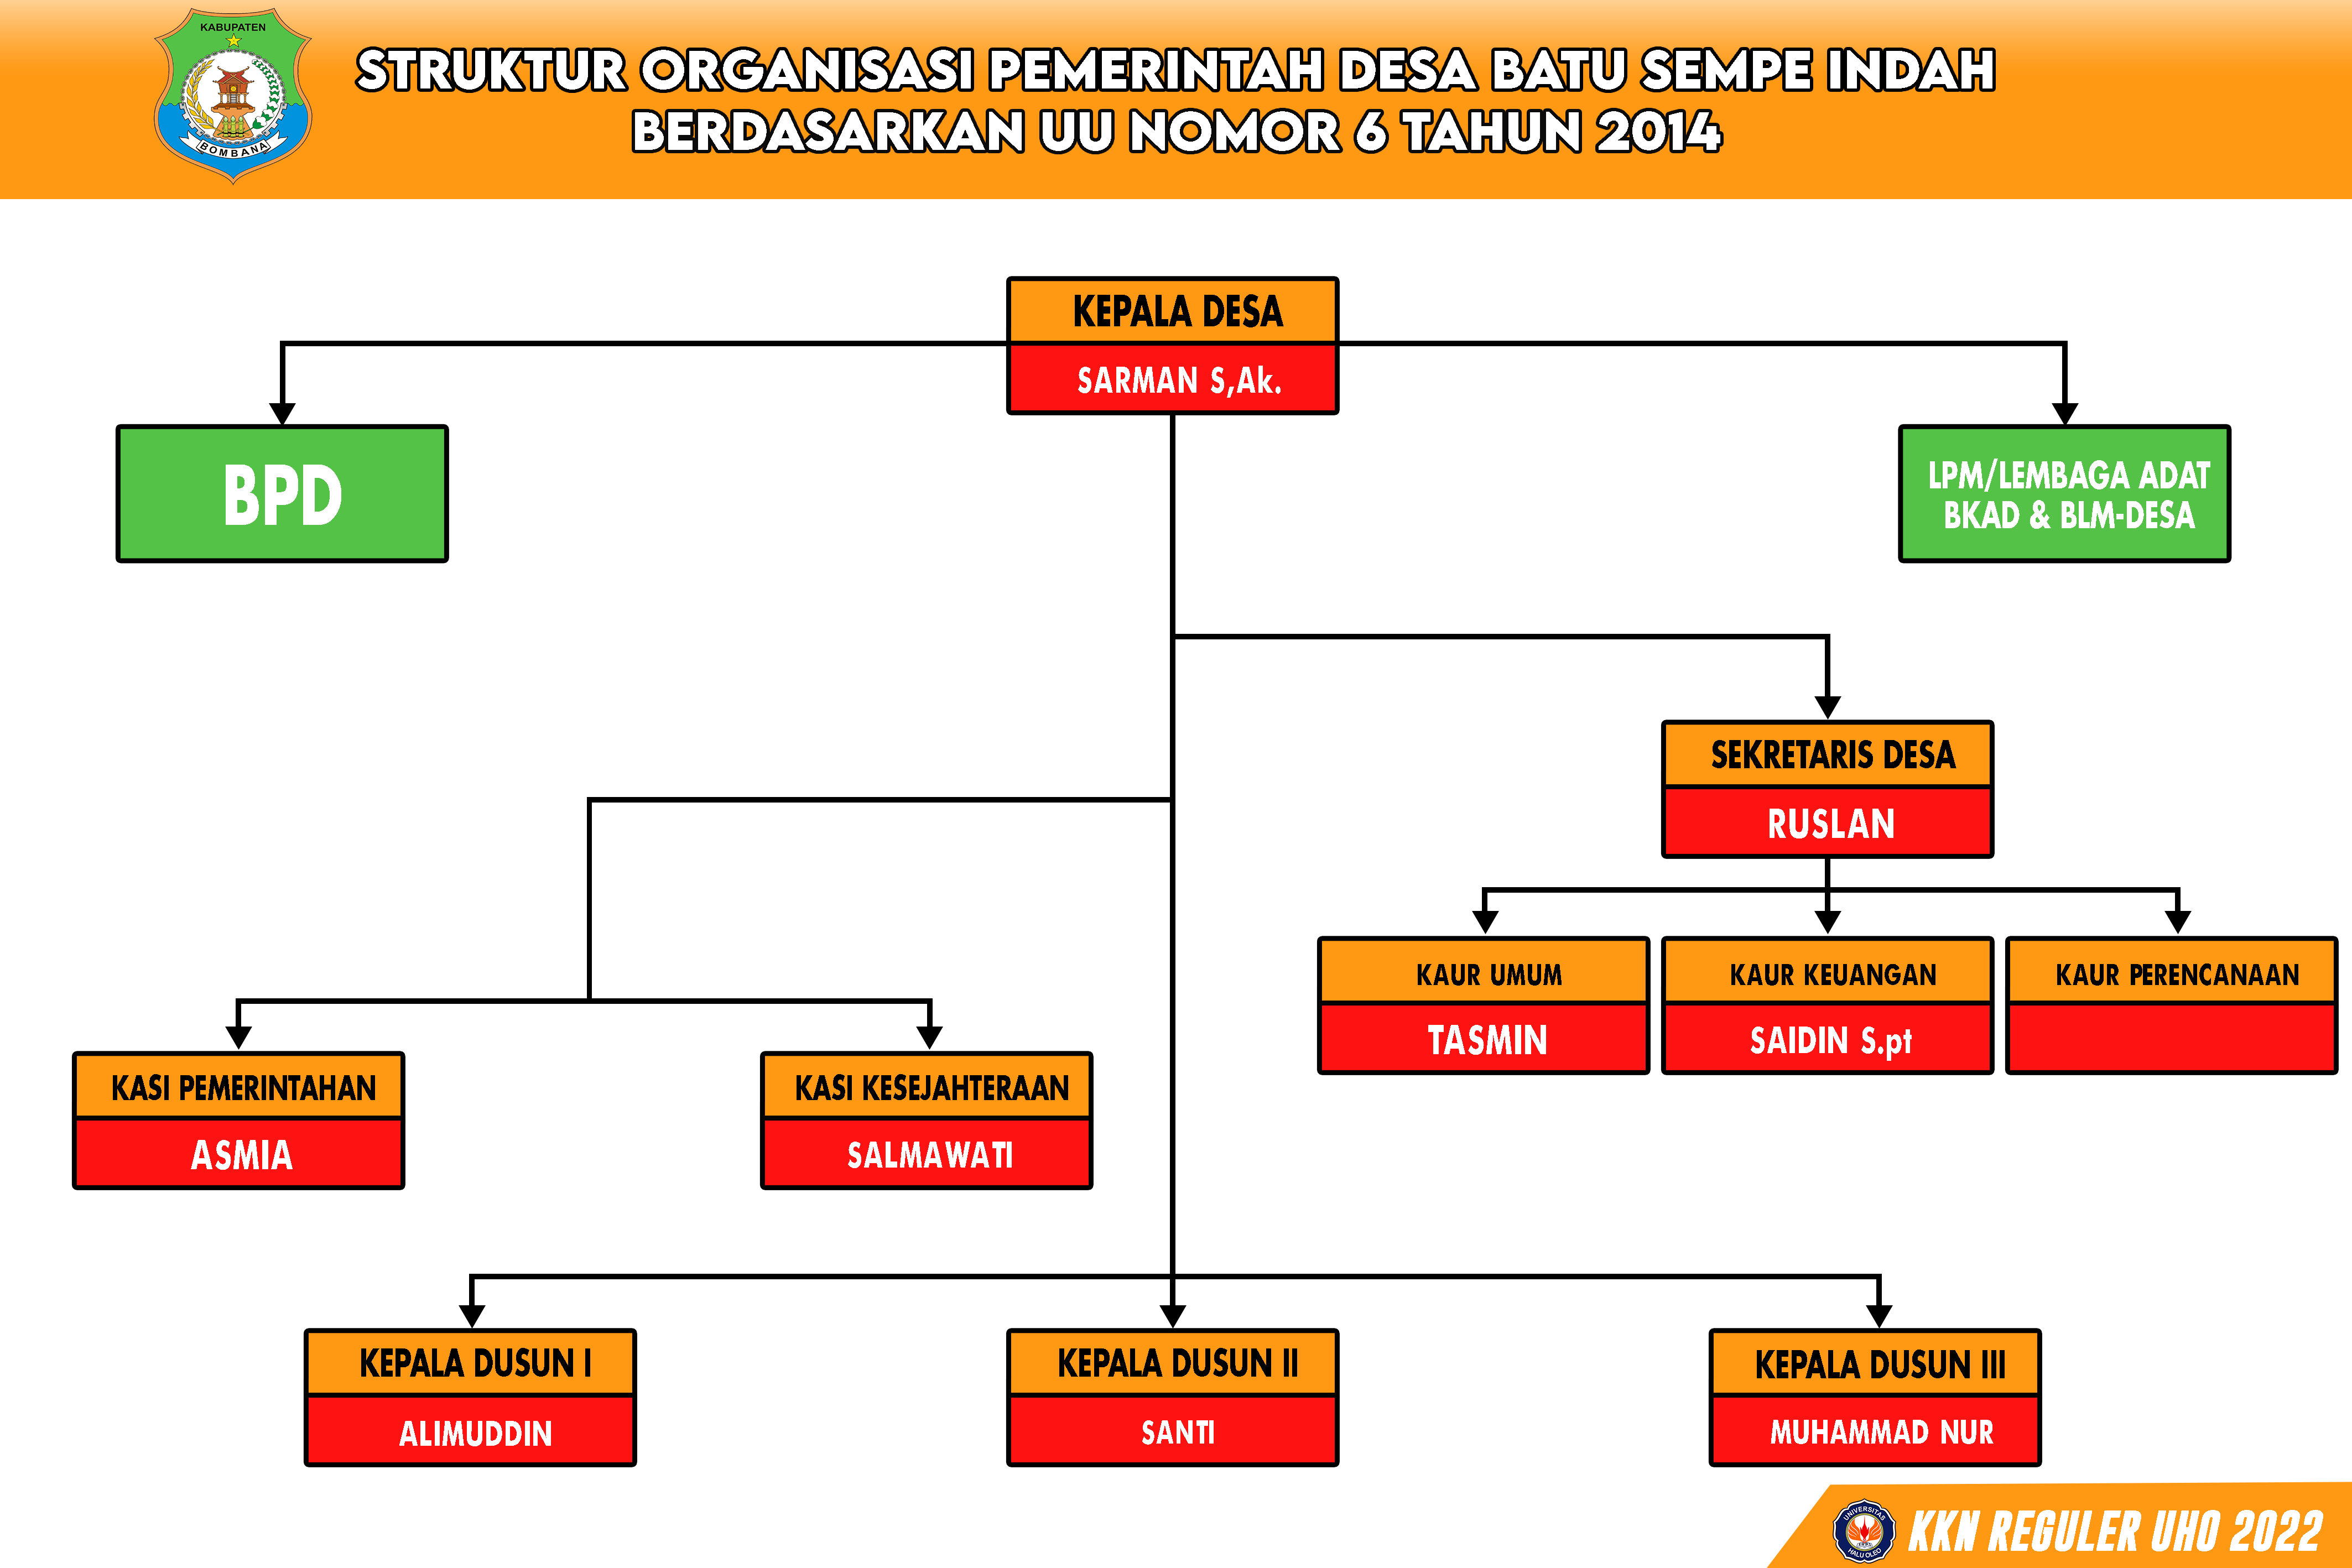 KABUPATEN
BOMBANA
STRUKTUR ORGANISASI PEMERINTAH DESA BATU SEMPE INDAH
BERDASARKAN UU NOMOR 6 TAHUN 2014
KEPALA DESA
SARMAN S,Ak.
BPD
LPM/LEMBAGA ADAT
BKAD & BLM-DESA
SEKRETARIS DESA
RUSLAN
KAUR UMUM
TASMIN
KAUR KEUANGAN
SAIDIN S.pt
KAUR PERENCANAAN
KASI PEMERINTAHAN
ASMIA
KASI KESEJAHTERAAN
SALMAWATI
KEPALA DUSUN I
ALIMUDDIN
KEPALA DUSUN II
SANTI
KEPALA DUSUN III
MUHAMMAD NUR
UNIVERSITAS
HALU OLEO
KKN REGULER UHO 2022